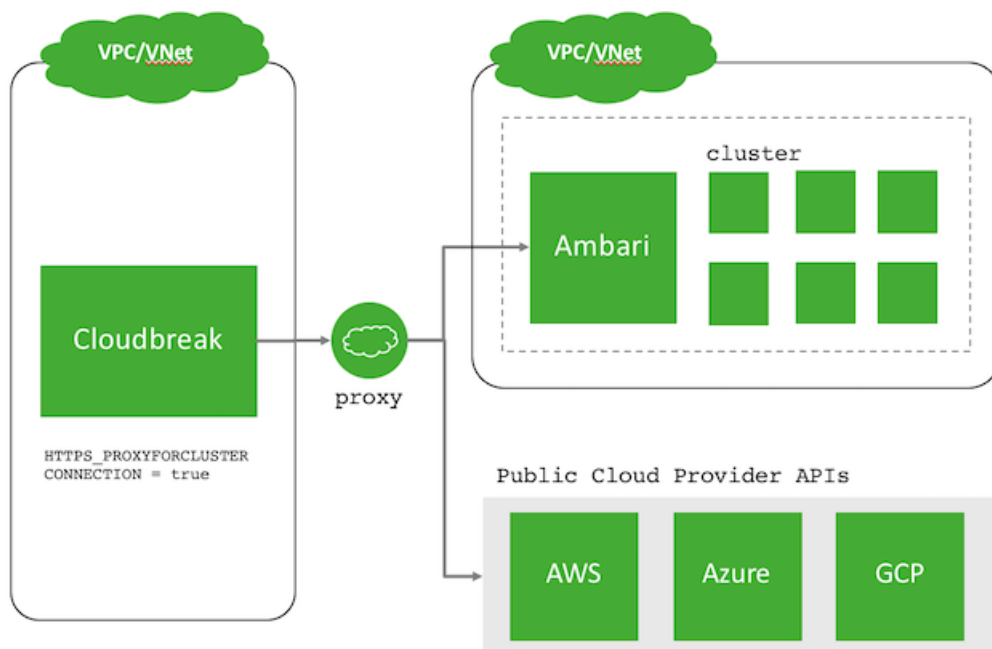 VPC/VNet
VPC/VNet
cluster
Ambari
Cloudbreak
proxy
HTTPS_PROXYFORCLUSTER
CONNECTION = true
Public Cloud Provider APIs
AWS
Azure
GCP